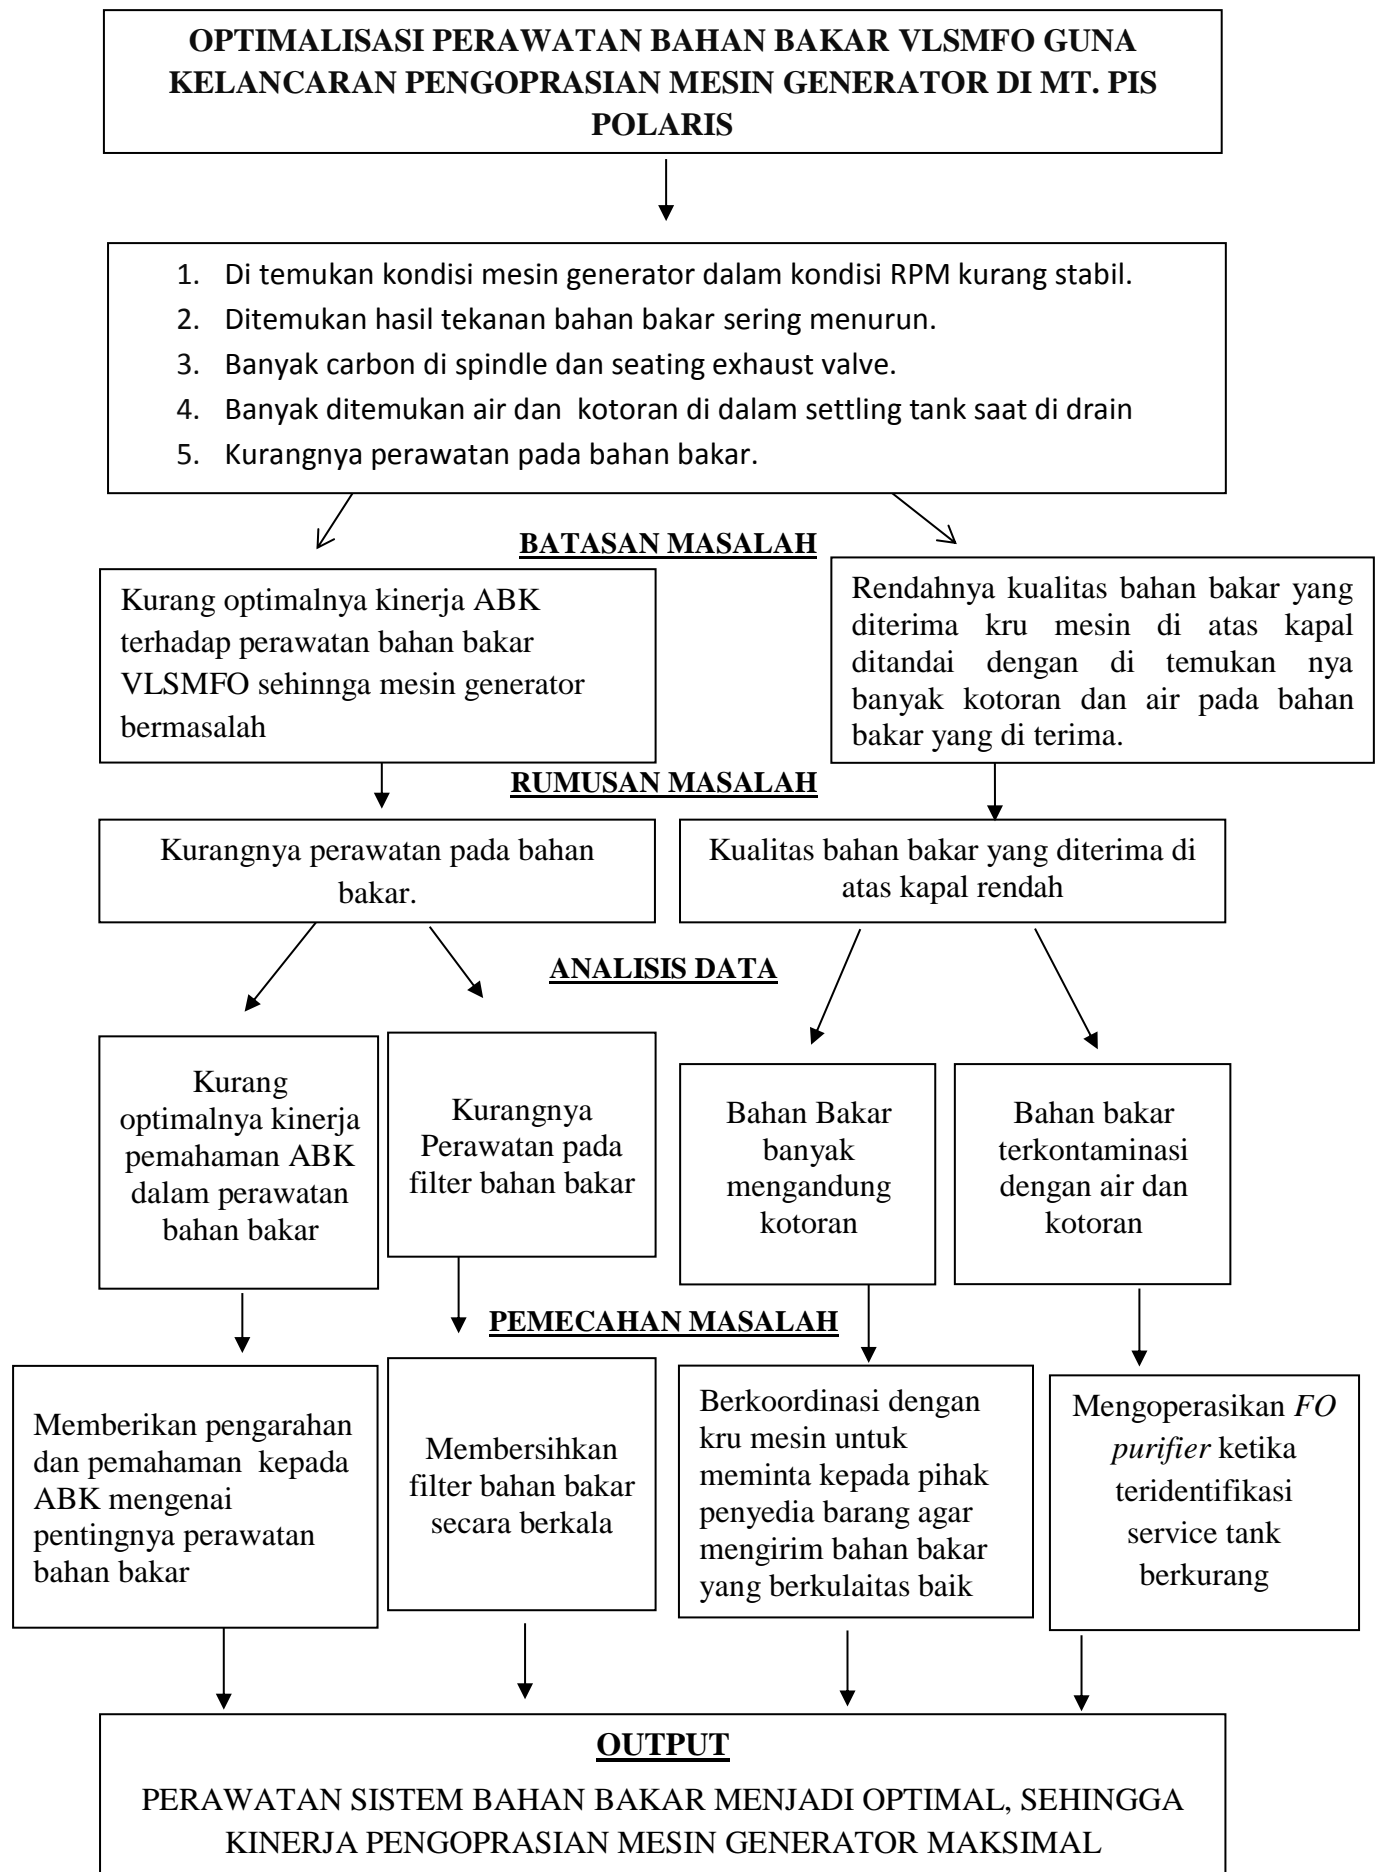 OPTIMALISASI PERAWATAN BAHAN BAKAR VLSMFO GUNA
KELANCARAN PENGOPRASIAN MESIN GENERATOR DI MT. PIS
POLARIS
1. Di temukan kondisi mesin generator dalam kondisi RPM kurang stabil.
2. Ditemukan hasil tekanan bahan bakar sering menurun.
3. Banyak carbon di spindle dan seating exhaust valve.
4. Banyak ditemukan air dan kotoran di dalam settling tank saat di drain
5. Kurangnya perawatan pada bahan bakar.
BATASAN MASALAH
Kurang optimalnya kinerja ABK
terhadap perawatan bahan bakar
VLSMFO sehinnga mesin generator
bermasalah
Rendahnya kualitas bahan bakar yang
diterima kru mesin di atas kapal
ditandai dengan di temukan nya
banyak kotoran dan air pada bahan
bakar yang di terima.
RUMUSAN MASALAH
Kurangnya perawatan pada bahan
bakar.
Kualitas bahan bakar yang diterima di
atas kapal rendah
ANALISIS DATA
Kurang
optimalnya kinerja
pemahaman ABK
dalam perawatan
bahan bakar
Kurangnya
Perawatan pada
filter bahan bakar
Bahan Bakar
banyak
mengandung
kotoran
Bahan bakar
terkontaminasi
dengan air dan
kotoran
PEMECAHAN MASALAH
Memberikan pengarahan
dan pemahaman kepada
ABK mengenai
pentingnya perawatan
bahan bakar
Membersihkan
filter bahan bakar
secara berkala
Berkoordinasi dengan
kru mesin untuk
meminta kepada pihak
penyedia barang agar
mengirim bahan bakar
yang berkulaitas baik
Mengoperasikan FO
purifier ketika
teridentifikasi
service tank
berkurang
OUTPUT
PERAWATAN SISTEM BAHAN BAKAR MENJADI OPTIMAL, SEHINGGA
KINERJA PENGOPRASIAN MESIN GENERATOR MAKSIMAL